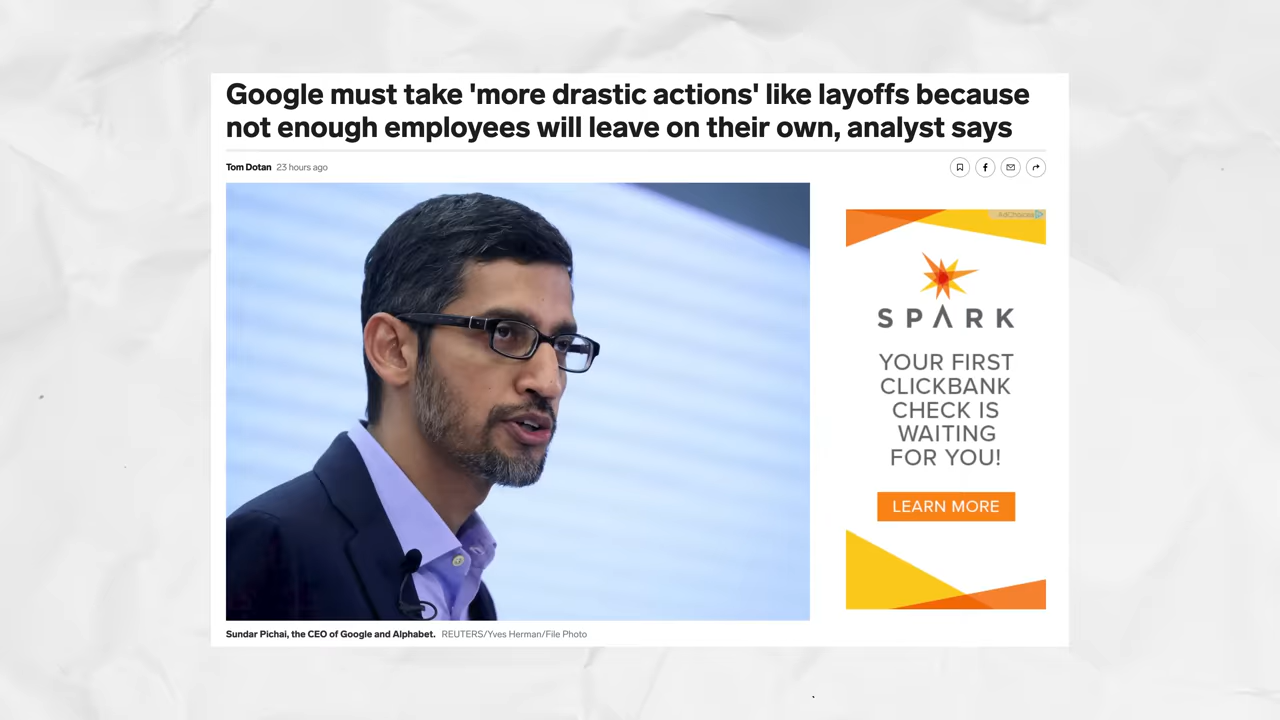 Google must take 'more drastic actions' like layoffs because
not enough employees will leave on their own, analyst says
Tom Dotan 23 hours ago
AdChoices
SPARK
YOUR FIRST
CLICKBANK
CHECK IS
WAITING
FOR YOU!
LEARN MORE
Sundar Pichai, the CEO of Google and Alphabet. REUTERS/Yves Herman/File Photo